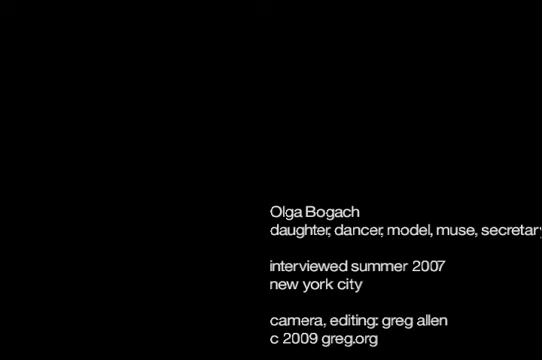 Olga Bogach
daughter, dancer, model, muse, secretary
interviewed summer 2007
new york city
camera, editing: greg allen
c 2009 greg.org